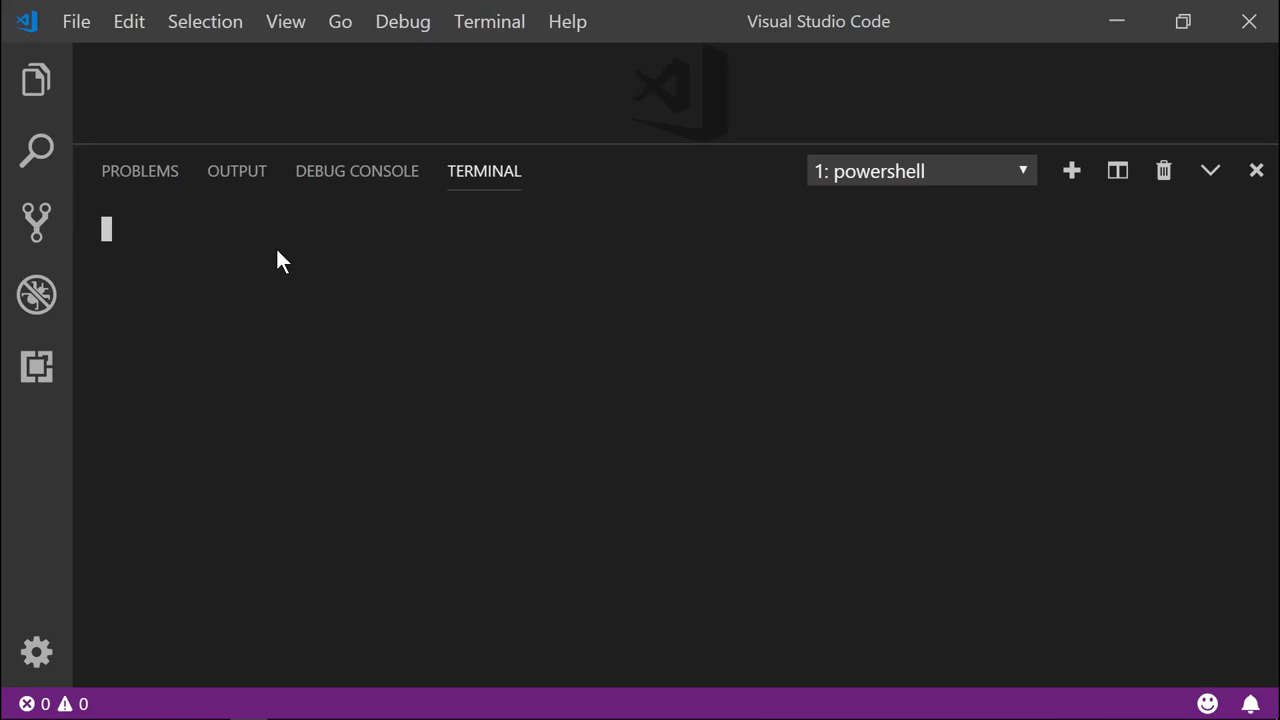 File Edit Selection View Go Debug Terminal Help Visual Studio Code
PROBLEMS OUTPUT DEBUG CONSOLE TERMINAL 1: powershell
0 0